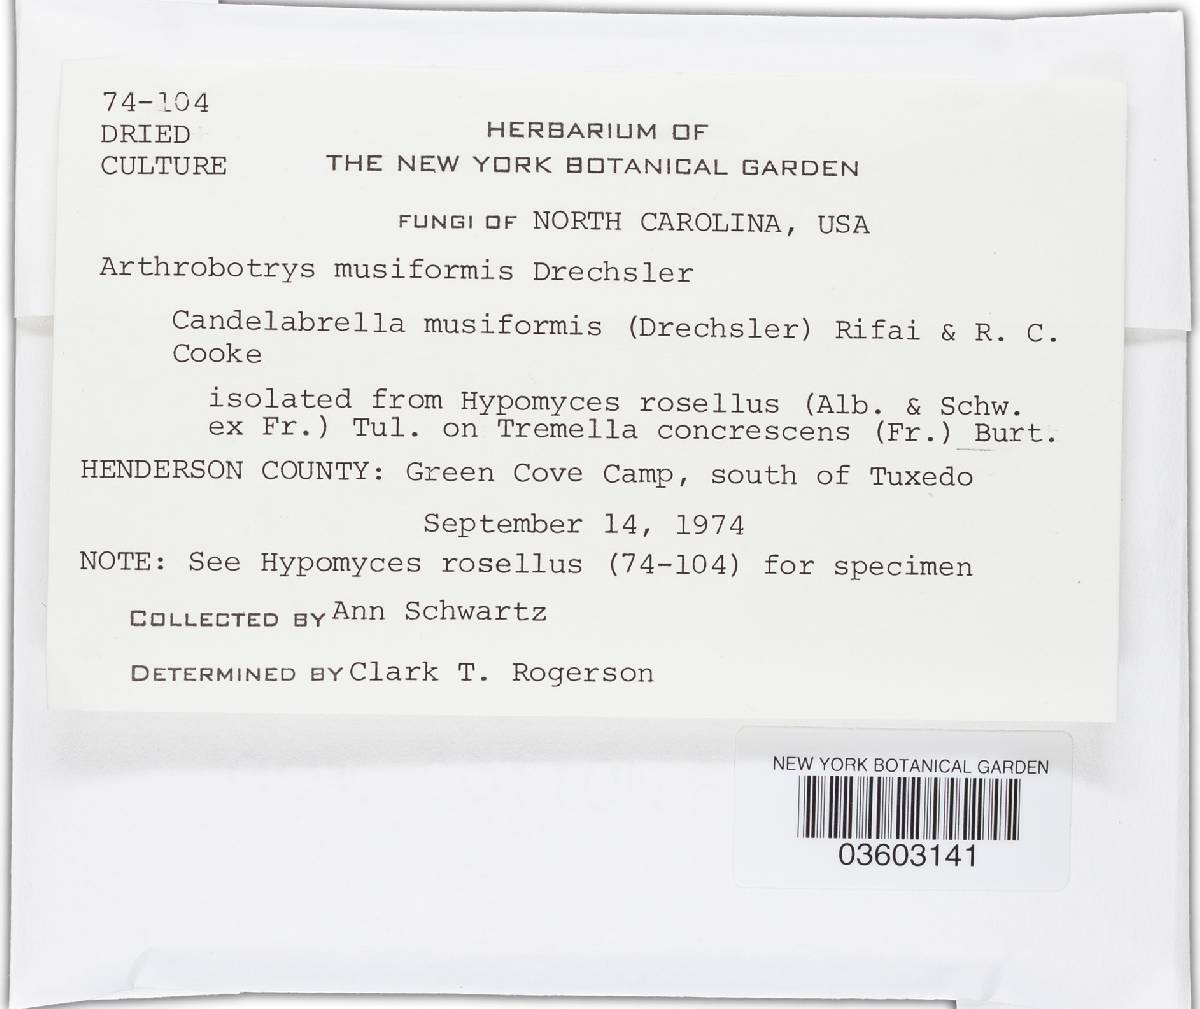 74-104
DRIED
CULTURE
HERBARIUM OF
THE NEW YORK BOTANICAL GARDEN
FUNGI OF NORTH CAROLINA, USA
Arthrobotrys musiformis Drechsler
Candelabrella musiformis (Drechsler) Rifai & R. C.
Cooke
isolated from Hypomyces rosellus (Alb. & Schw.
ex Fr.) Tul. on Tremella concrescens (Fr.) Burt.
HENDERSON COUNTY: Green Cove Camp, south of Tuxedo
September 14, 1974
NOTE: See Hypomyces rosellus (74-104) for specimen
COLLECTED BY Ann Schwartz
DETERMINED BY Clark T. Rogerson
NEW YORK BOTANICAL GARDEN
03603141